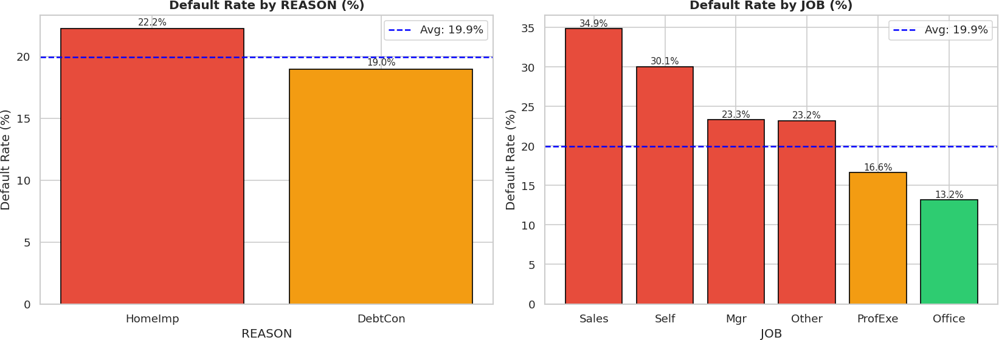 Default Rate by REASON (%)
Default Rate (%)
20
15
10
5
0
22.2%
19.0%
Avg: 19.9%
HomeImp
DebtCon
REASON
Default Rate by JOB (%)
Default Rate (%)
35
30
25
20
15
10
5
0
34.9%
30.1%
23.3%
23.2%
16.6%
13.2%
Avg: 19.9%
Sales
Self
Mgr
Other
ProfExe
Office
JOB